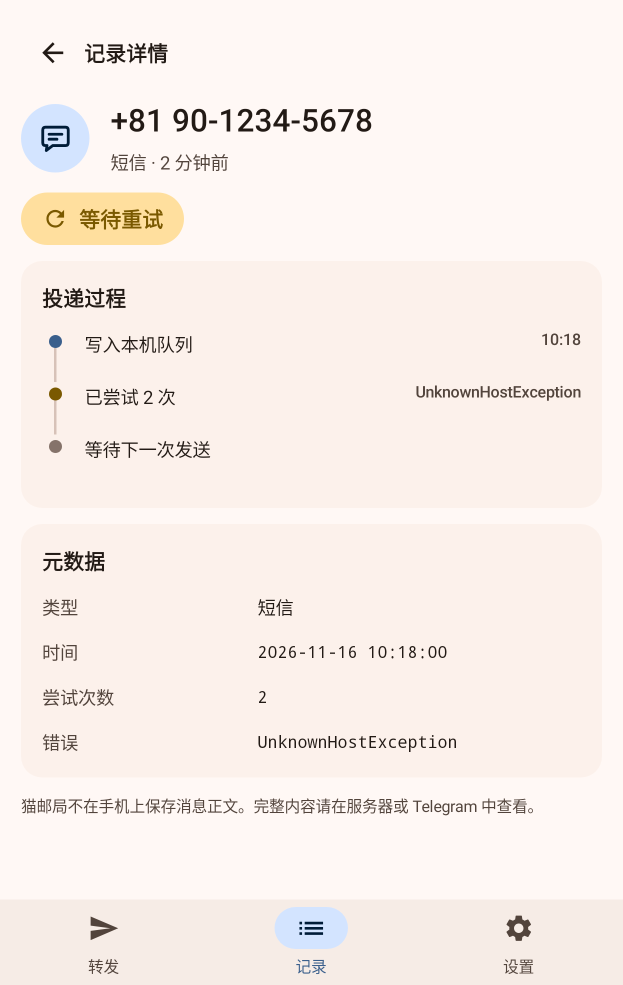 记录详情
+81 90-1234-5678
短信 · 2 分钟前
等待重试
投递过程
写入本机队列 10:18
已尝试 2 次 UnknownHostException
等待下一次发送
元数据
类型 短信
时间 2026-11-16 10:18:00
尝试次数 2
错误 UnknownHostException
猫邮局不在手机上保存消息正文。完整内容请在服务器或 Telegram 中查看。
转发 记录 设置